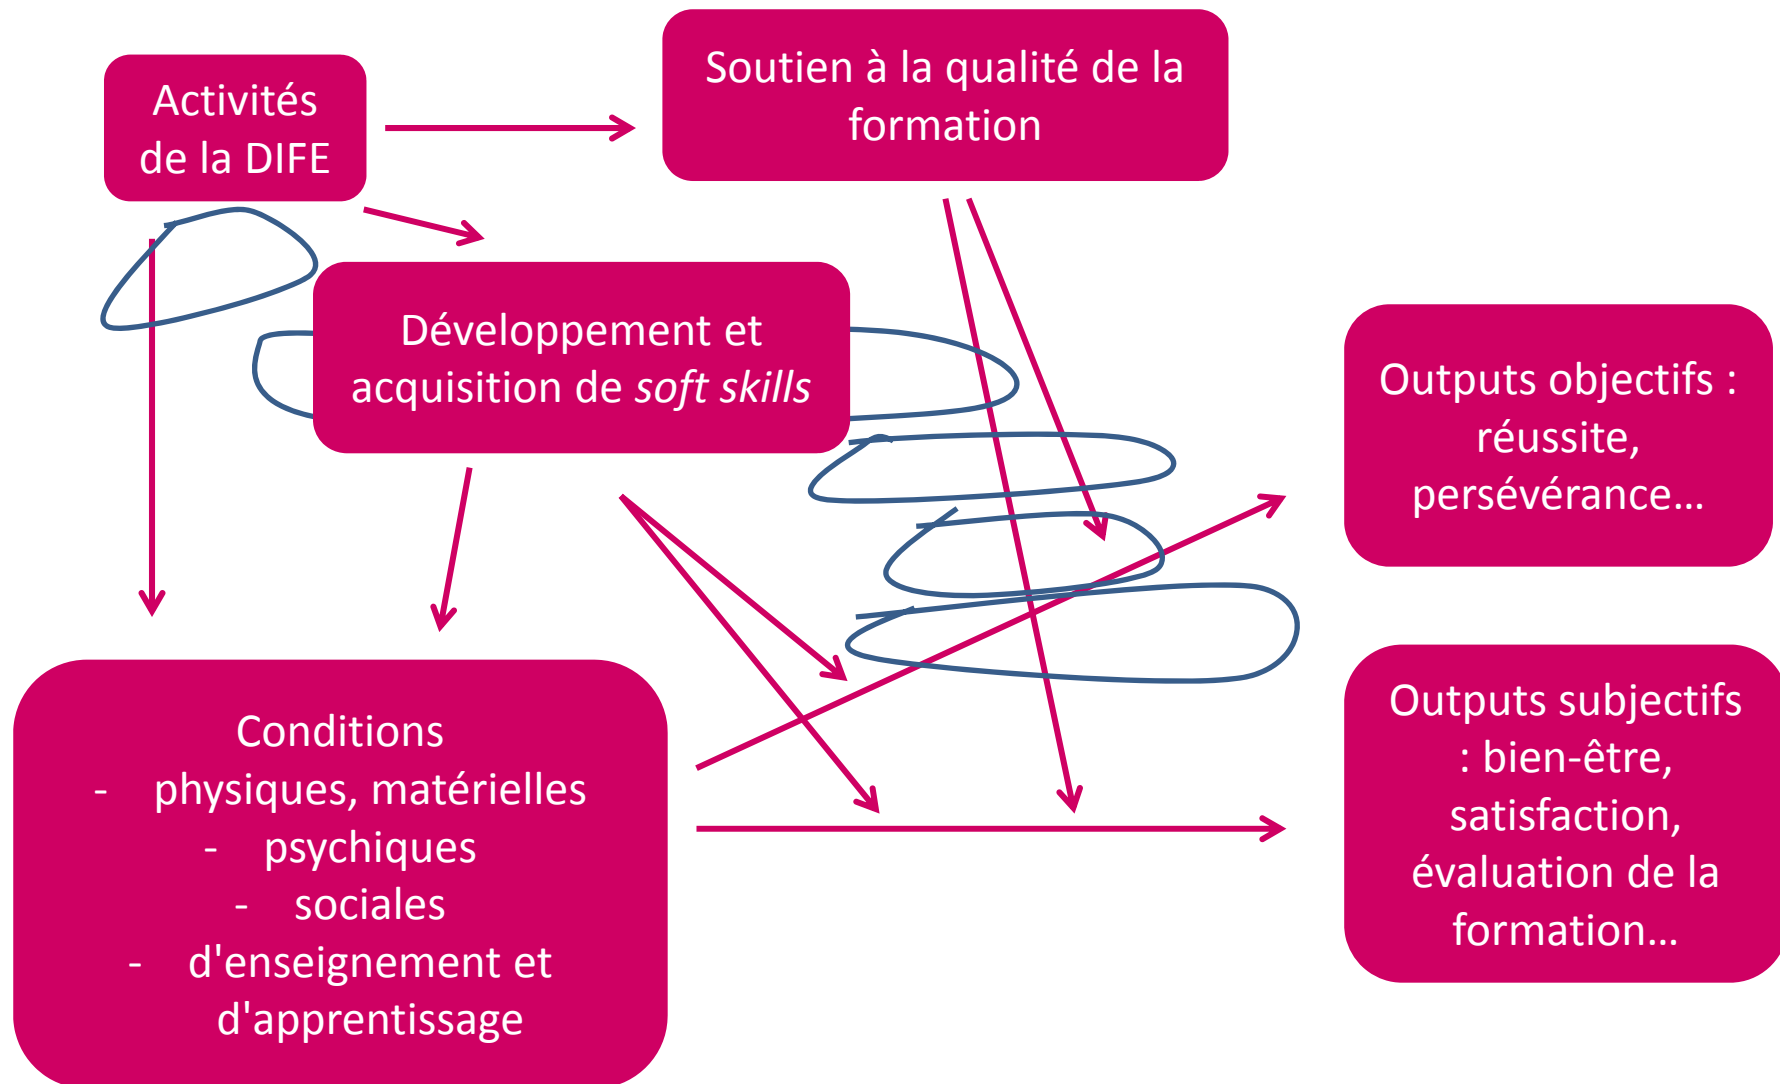 Activités
de la DIFE
Soutien à la qualité de la
formation
Développement et
acquisition de soft skills
Outputs objectifs :
réussite,
persévérance...
Conditions
- physiques, matérielles
- psychiques
- sociales
- d'enseignement et
d'apprentissage
Outputs subjectifs
: bien-être,
satisfaction,
évaluation de la
formation...